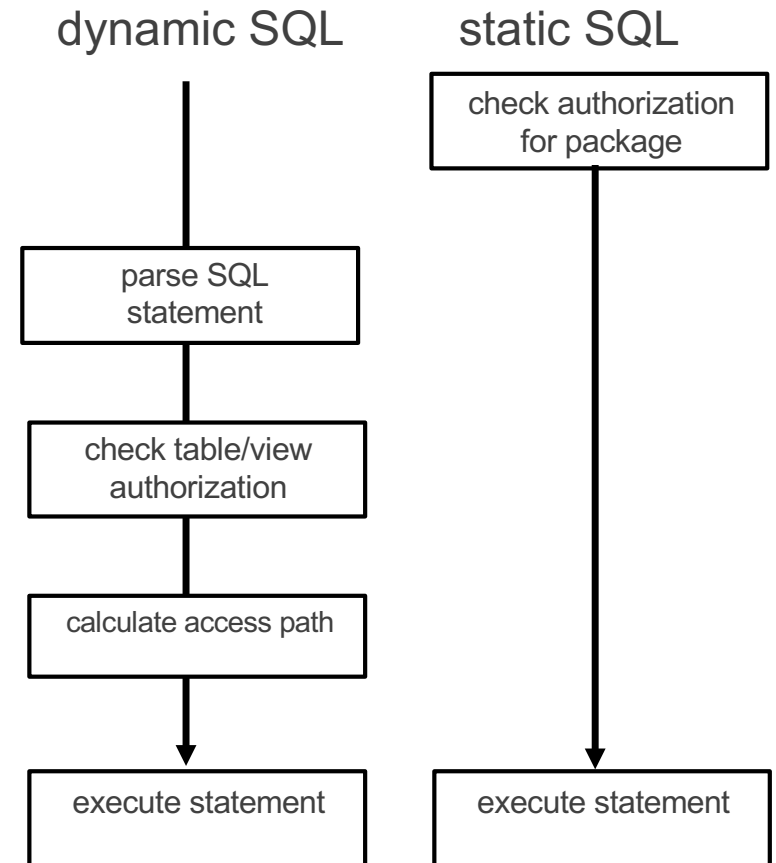 dynamic SQL
parse SQL
statement
check table/view
authorization
calculate access path
execute statement
static SQL
check authorization
for package
execute statement